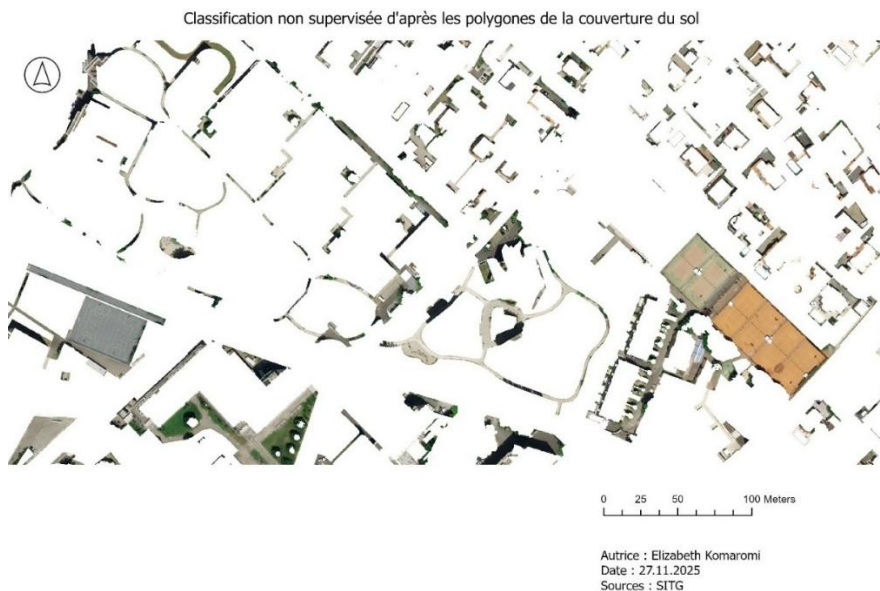 Classification non supervisée d'après les polygones de la couverture du sol
0 25 50 100 Meters
Autrice : Elizabeth Komaromi
Date : 27.11.2025
Sources : SITG